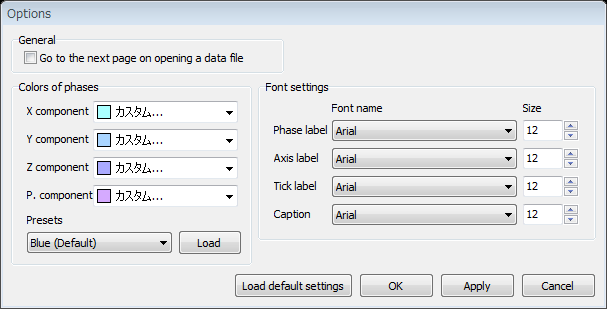 Options
General
Go to the next page on opening a data file
Colors of phases
X component カスタム...
Y component カスタム...
Z component カスタム...
P. component カスタム...
Presets
Blue (Default) Load
Font settings
Font name Size
Phase label Arial 12
Axis label Arial 12
Tick label Arial 12
Caption Arial 12
Load default settings OK Apply Cancel